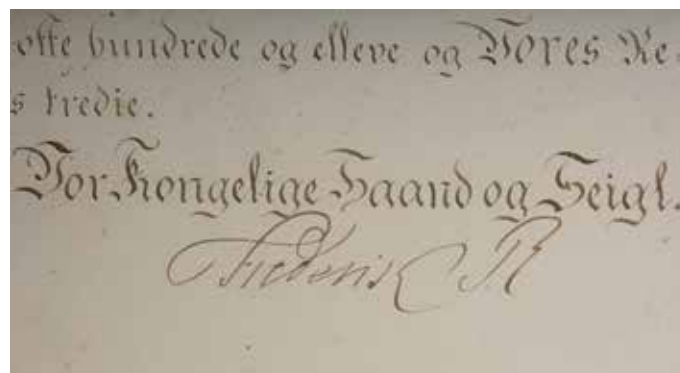 otte hundrede og elleve og Vores Re-
s tredie.
Vor Kongelige Haand og Seigl.
Frederik R